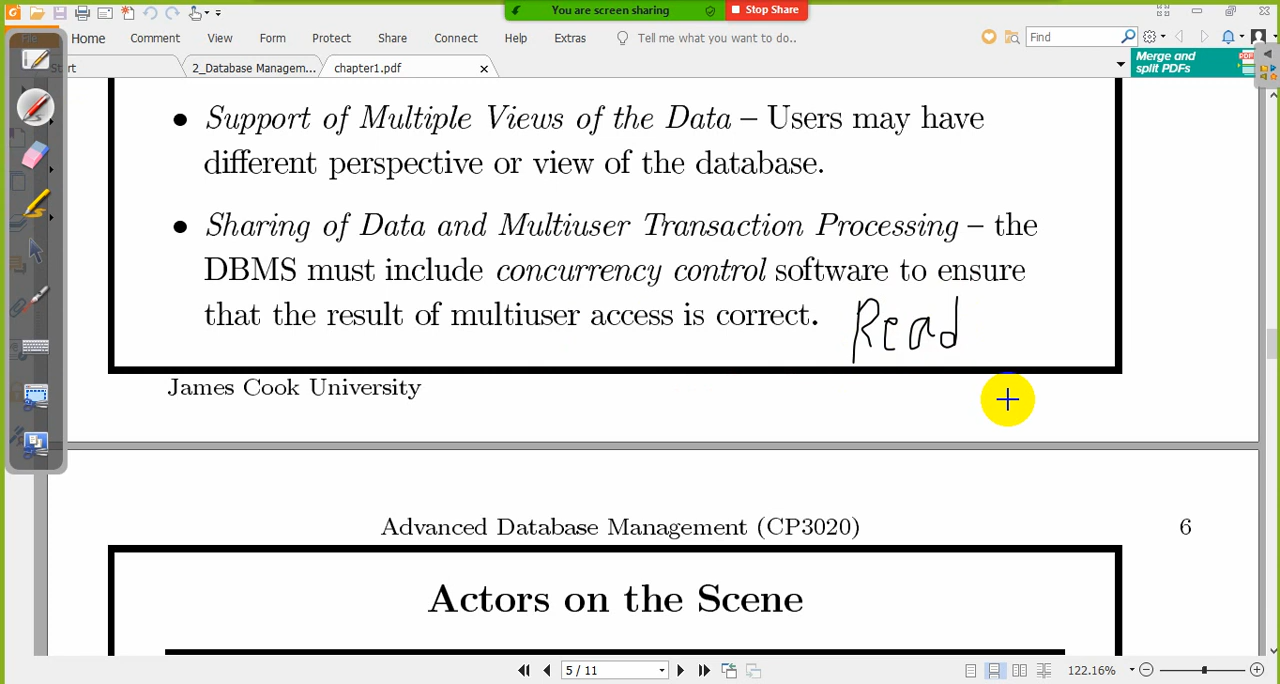 You are screen sharing
Stop Share
File
Home
Comment
View
Form
Protect
Share
Connect
Help
Extras
Tell me what you want to do..
Find
Start
2_Database Managem...
chapter1.pdf
Merge and
split PDFs
• Support of Multiple Views of the Data – Users may have
different perspective or view of the database.
• Sharing of Data and Multiuser Transaction Processing – the
DBMS must include concurrency control software to ensure
that the result of multiuser access is correct. Read
James Cook University
Advanced Database Management (CP3020)
6
Actors on the Scene
5 / 11
122.16%